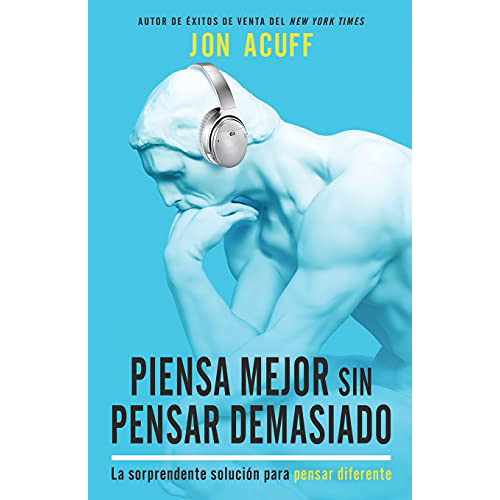 AUTOR DE ÉXITOS DE VENTA DEL NEW YORK TIMES
JON ACUFF
PIENSA MEJOR SIN
PENSAR DEMASIADO
La sorprendente solución para pensar diferente